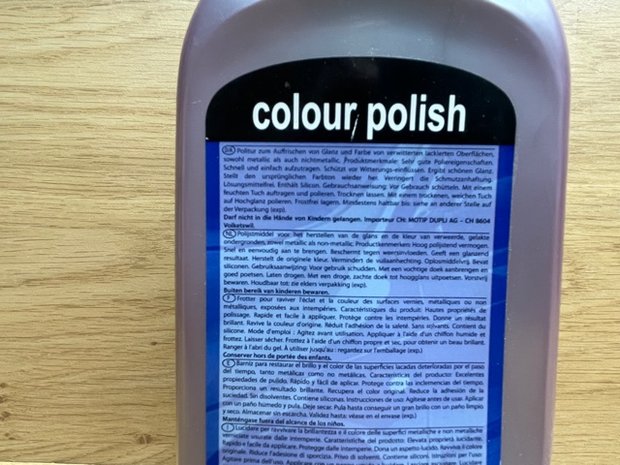 colour polish
D/A Politur zum Auffrischen von Glanz und Farbe von verwitterten lackierten Oberflächen,
sowohl metallic als auch nichtmetallic. Produktmerkmale: Sehr gute Poliereigenschaften.
Schnell und einfach aufzutragen. Schützt vor Witterungs-einflüssen. Ergibt schönen Glanz.
Stellt den ursprünglichen Farbton wieder her. Verringert die Schmutzanhaftung
Lösungsmittelfrei. Enthält Silicon. Gebrauchsanweisung: Vor Gebrauch schütteln. Mit einem
feuchten Tuch auftragen und polieren. Trocknen lassen. Mit einem trockenen, weichen Tuch
auf Hochglanz polieren. Frostfrei lagern. Mindestens haltbar bis: siehe an anderer Stelle auf
der Verpackung (exp).
Darf nicht in die Hände von Kindern gelangen. Importeur CH: MOTIP DUPLI AG – CH 8604
Volketswil.
NL Polijstmiddel voor het herstellen van de glans en de kleur van verweerde, gelakte
ondergronden, zowel metallic als non-metallic. Productkenmerken: Hoog polijstend vermogen.
Snel en eenvoudig aan te brengen. Beschermt tegen weersinvloeden. Geeft een glanzend
resultaat. Herstelt de originele kleur. Vermindert de vuilaanhechting. Oplosmiddelvrij. Bevat
siliconen. Gebruiksaanwijzing: Voor gebruik schudden. Met een vochtige doek aanbrengen en
goed poetsen. Laten drogen. Met een droge, zachte doek tot hoogglans uitpoetsen. Vorstvrij
bewaren. Houdbaar tot: zie elders verpakking (exp).
Buiten bereik van kinderen bewaren.
F Frotter pour raviver l'éclat et la couleur des surfaces vernies, métalliques ou non
métalliques, exposées aux intempéries. Caractéristiques du produit: Hautes propriétés de
polissage. Rapide et facile à appliquer. Protège contre les intempéries. Donne un résultat
brillant. Ravive la couleur d'origine. Réduit l'adhésion de la saleté. Sans solvants. Contient du
silicone. Mode d'emploi : Agitez avant utilisation. Appliquer à l'aide d'un chiffon humide et
frottez. Laisser sécher. Frottez à l'aide d'un chiffon propre et sec, pour obtenir un beau brillant.
Ranger à l'abri du gel. À utiliser jusqu'au : regardez sur l'emballage (exp.)
Conserver hors de portée des enfants.
E Barniz para restaurar el brillo y el color de las superficies lacadas deterioradas por el paso
del tiempo, tanto metálicas como no metálicas. Características del producto: Excelentes
propiedades de pulido. Rápido y fácil de aplicar. Protege contra las inclemencias del tiempo.
Proporciona un resultado brillante. Recupera el color original. Reduce la adhesión de la
suciedad. Sin disolventes. Contiene siliconas. Instrucciones de uso: Agítese antes de usar. Aplicar
con un paño húmedo y pula. Deje secar. Pula hasta conseguir un gran brillo con un paño limpio
y seco. Almacenar sin escarcha. Validez hasta: véase en el envase (exp.)
Manténgase fuera del alcance de los niños.
I Lucidare per ravvivare la brillantezza e il colore delle superfici metalliche e non metalliche
verniciate usurate dalle intemperie. Caratteristiche del prodotto: Elevata proprietà lucidante.
Rapido e facile da applicare. Protegge dalle intemperie. Dona un aspetto lucido. Ravviva il colore
originale. Riduce l'adesione di sporcizia. Privo di solventi. Contiene siliconi. Istruzioni per l'uso:
Agitare prima dell'uso. Applicare con un